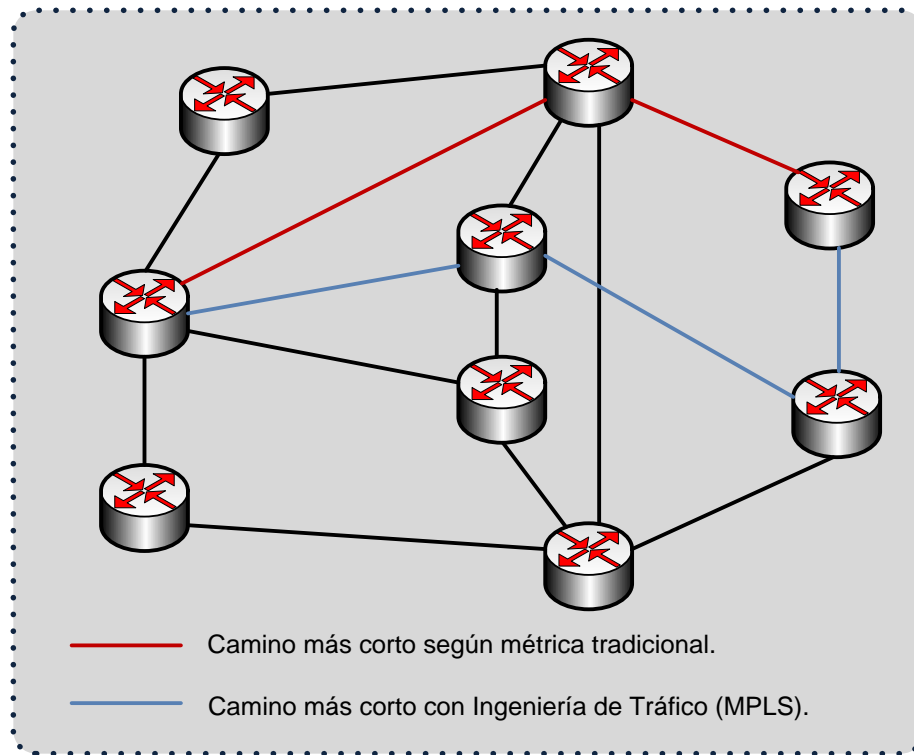 Camino más corto según métrica tradicional.
Camino más corto con Ingeniería de Tráfico (MPLS).